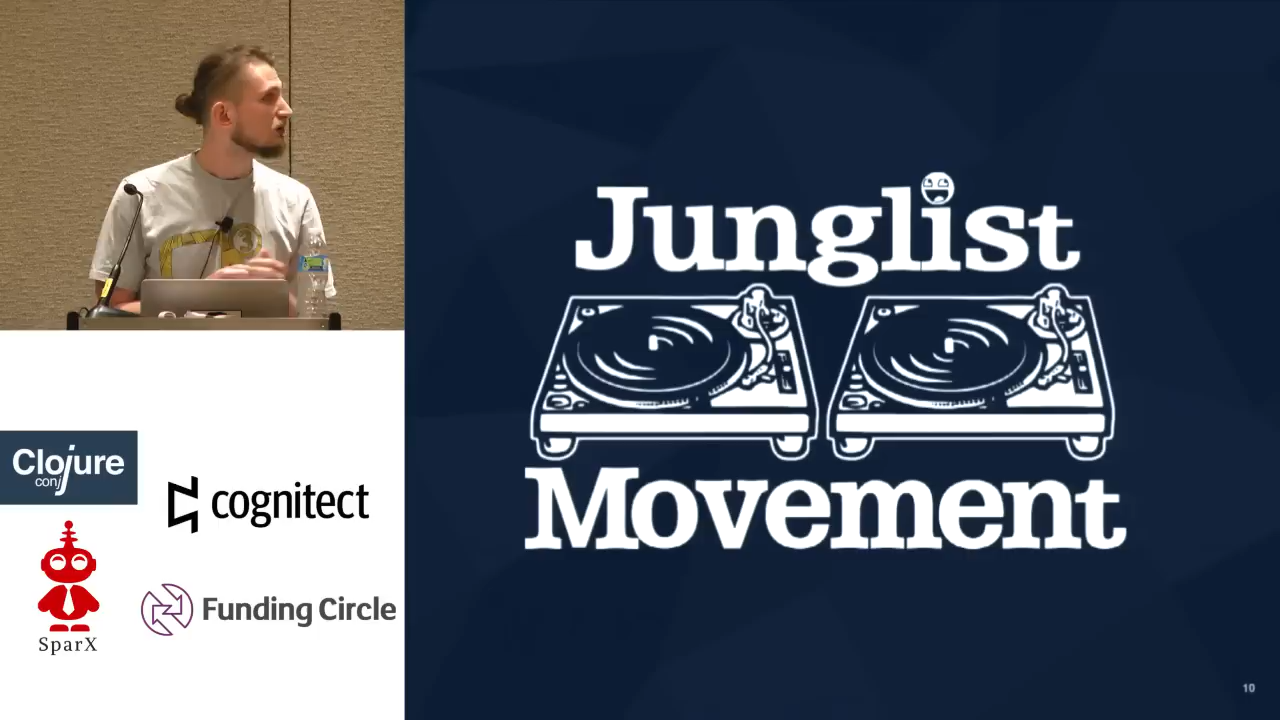 Junglist
Movement
Clojure
conj
cognitect
SparX
Funding Circle
10